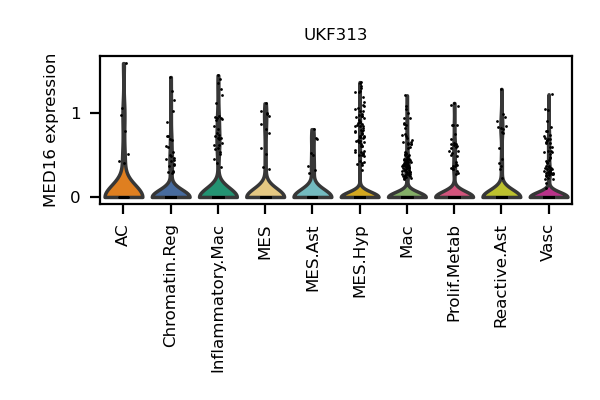 UKF313
MED16 expression
1
0
AC
Chromatin.Reg
Inflammatory.Mac
MES
MES.Ast
MES.Hyp
Mac
Prolif.Metab
Reactive.Ast
Vasc